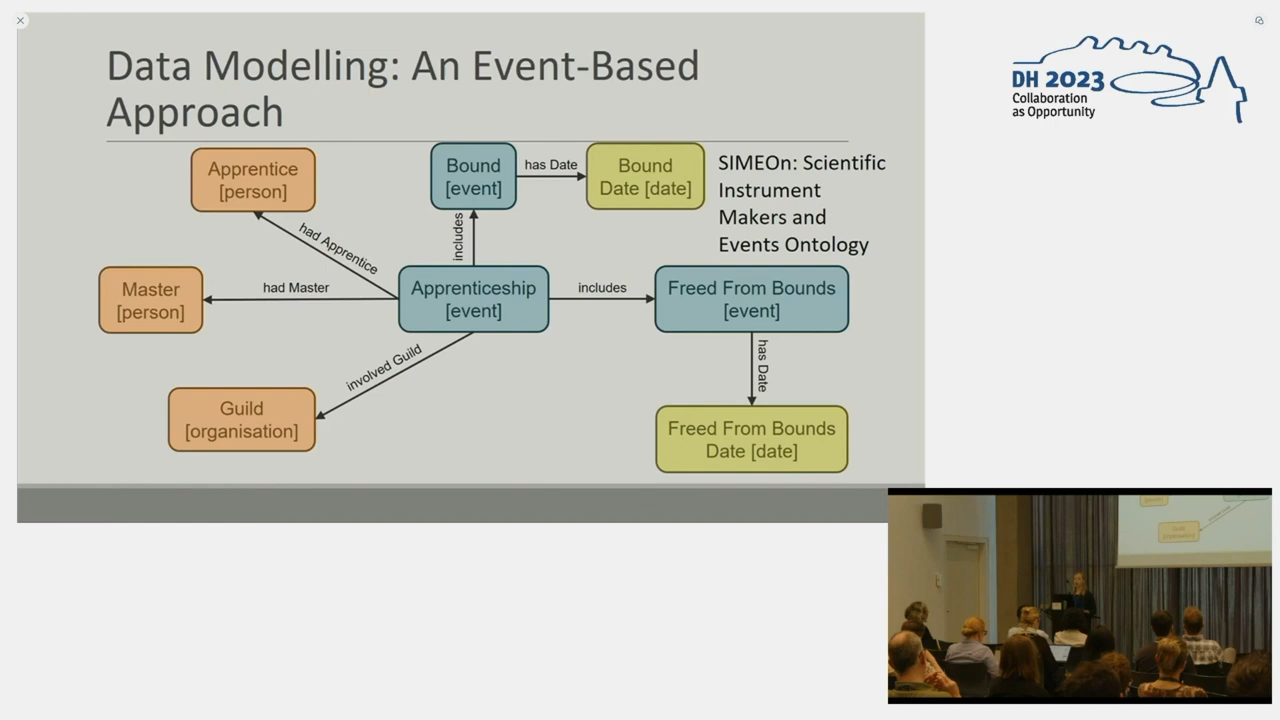 Data Modelling: An Event-Based
Approach
DH 2023
Collaboration
as Opportunity
Apprentice
[person]
Bound
[event]
has Date
Bound
Date [date]
SIMEOn: Scientific
Instrument
Makers and
Events Ontology
had Apprentice
includes
Master
[person]
had Master
Apprenticeship
[event]
includes
Freed From Bounds
[event]
involved Guild
has Date
Guild
[organisation]
Freed From Bounds
Date [date]